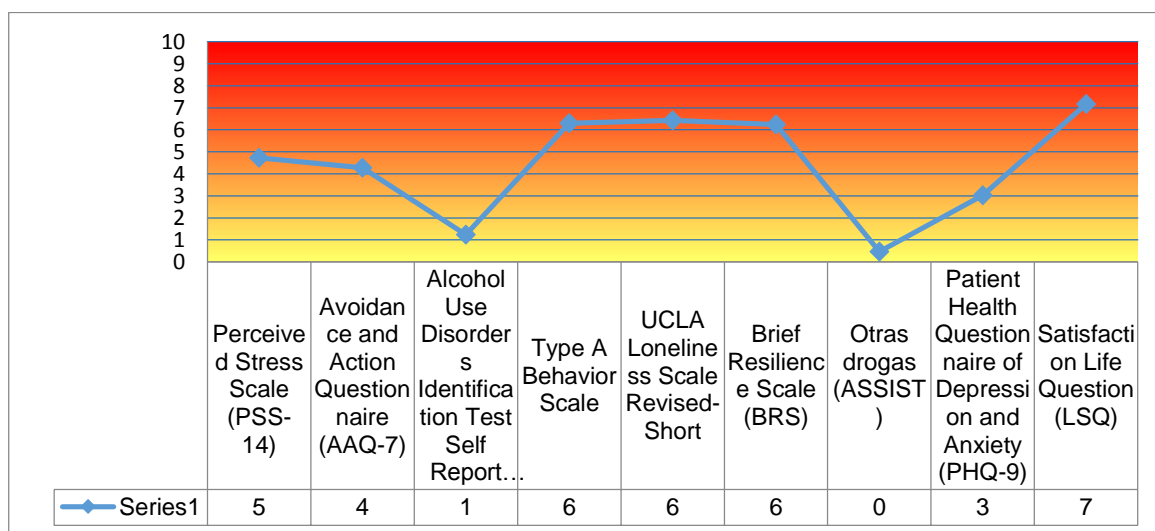 10
9
8
7
6
5
4
3
2
1
0
Perceive
d Stress
Scale
(PSS-
14)
Avoidan
ce and
Action
Question
naire
(AAQ-7)
Alcohol
Use
Disorder
s
Identifica
tion Test
Self
Report…
Type A
Behavior
Scale
UCLA
Loneline
ss Scale
Revised-
Short
Brief
Resilienc
e Scale
(BRS)
Otras
drogas
(ASSIST
)
Patient
Health
Question
naire of
Depressi
on and
Anxiety
(PHQ-9)
Satisfacti
on Life
Question
(LSQ)
Series1 5 4 1 6 6 6 0 3 7